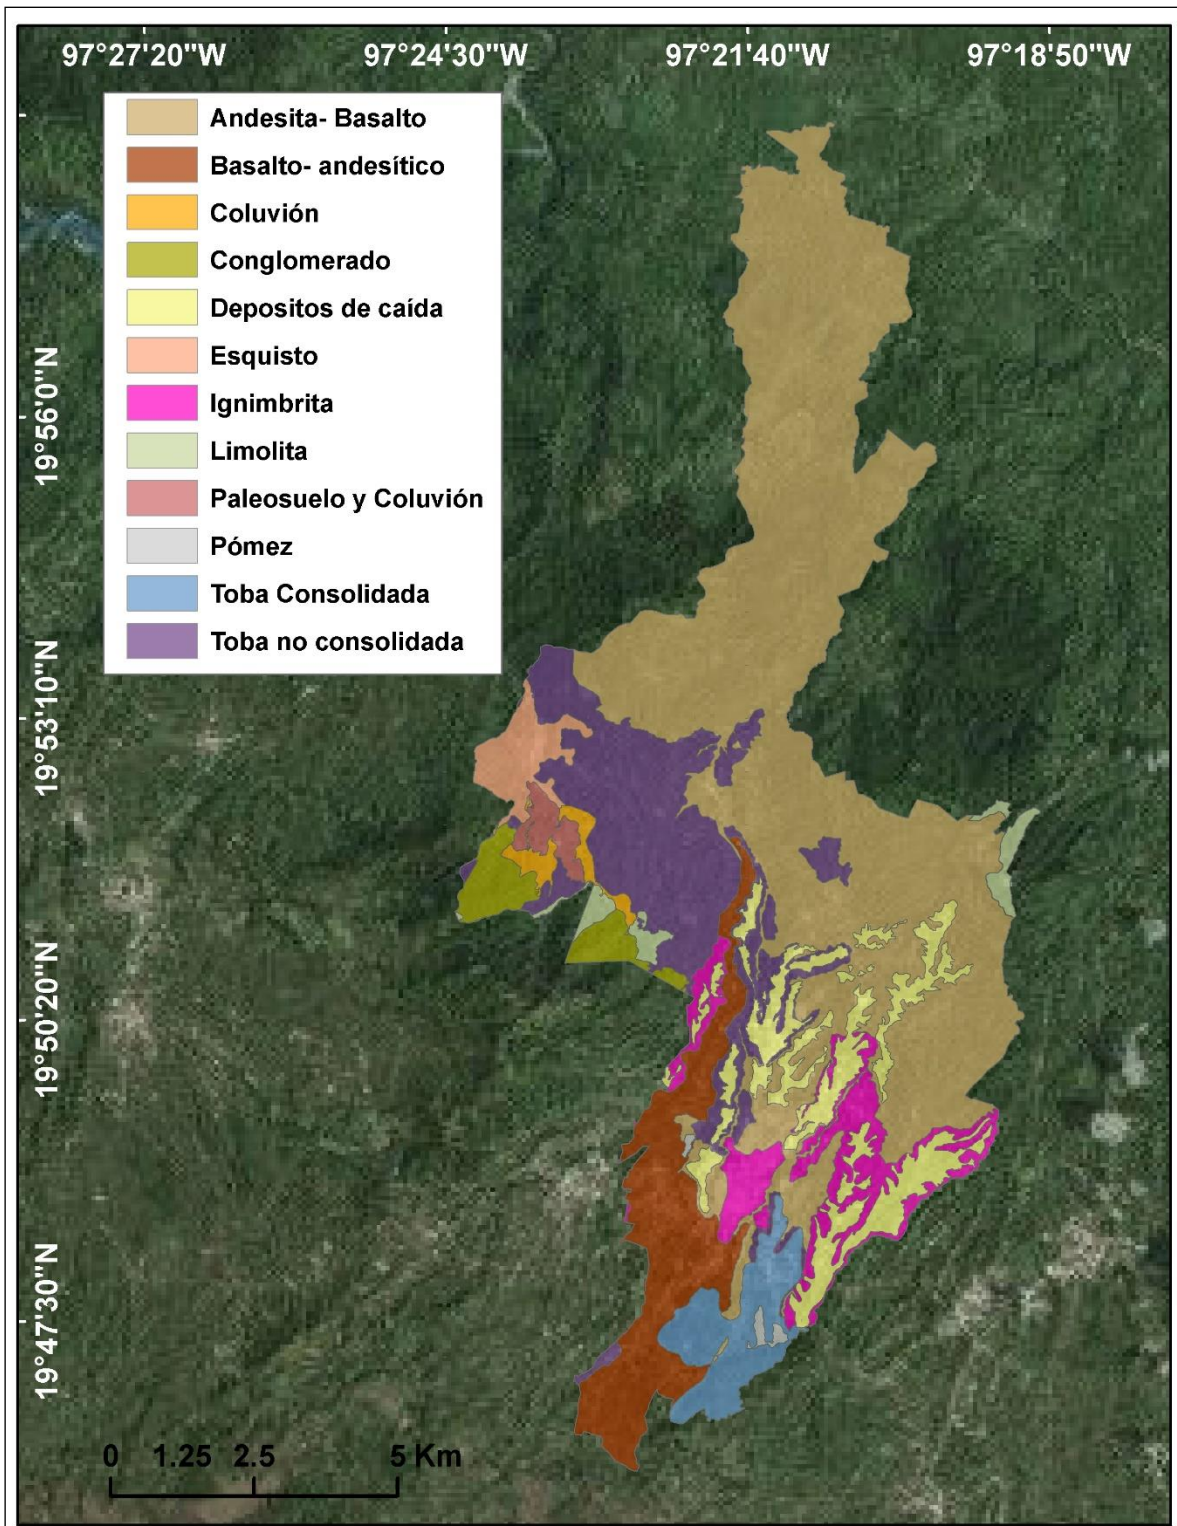 97°27'20"W 97°24'30"W 97°21'40"W 97°18'50"W
Andesita- Basalto
Basalto- andesítico
Coluvión
Conglomerado
Depositos de caída
Esquisto
Ignimbrita
Limolita
Paleosuelo y Coluvión
Pómez
Toba Consolidada
Toba no consolidada
19°56'0"N
19°53'10"N
19°50'20"N
19°47'30"N
0 1.25 2.5 5 Km